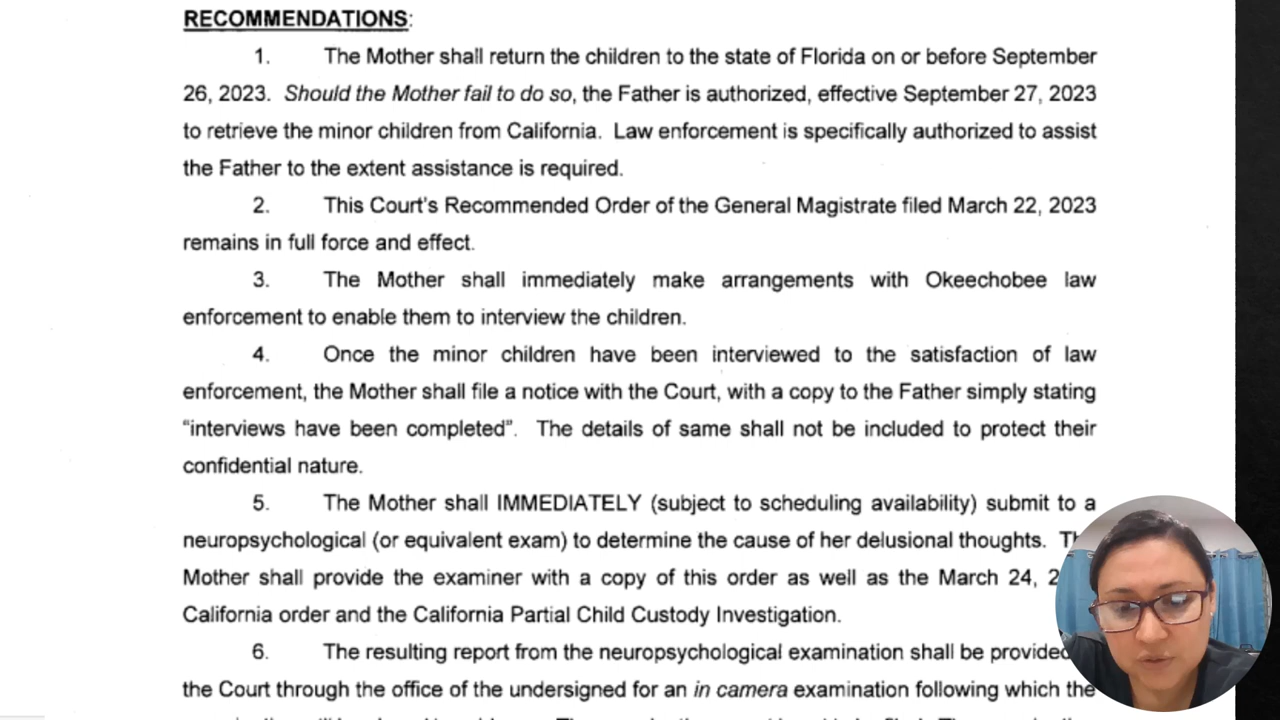 RECOMMENDATIONS:
1. The Mother shall return the children to the state of Florida on or before September
26, 2023. Should the Mother fail to do so, the Father is authorized, effective September 27, 2023
to retrieve the minor children from California. Law enforcement is specifically authorized to assist
the Father to the extent assistance is required.
2. This Court's Recommended Order of the General Magistrate filed March 22, 2023
remains in full force and effect.
3. The Mother shall immediately make arrangements with Okeechobee law
enforcement to enable them to interview the children.
4. Once the minor children have been interviewed to the satisfaction of law
enforcement, the Mother shall file a notice with the Court, with a copy to the Father simply stating
“interviews have been completed”. The details of same shall not be included to protect their
confidential nature.
5. The Mother shall IMMEDIATELY (subject to scheduling availability) submit to a
neuropsychological (or equivalent exam) to determine the cause of her delusional thoughts.
Mother shall provide the examiner with a copy of this order as well as the March 24,
California order and the California Partial Child Custody Investigation.
6. The resulting report from the neuropsychological examination shall be provided
the Court through the office of the undersigned for an in camera examination following which the